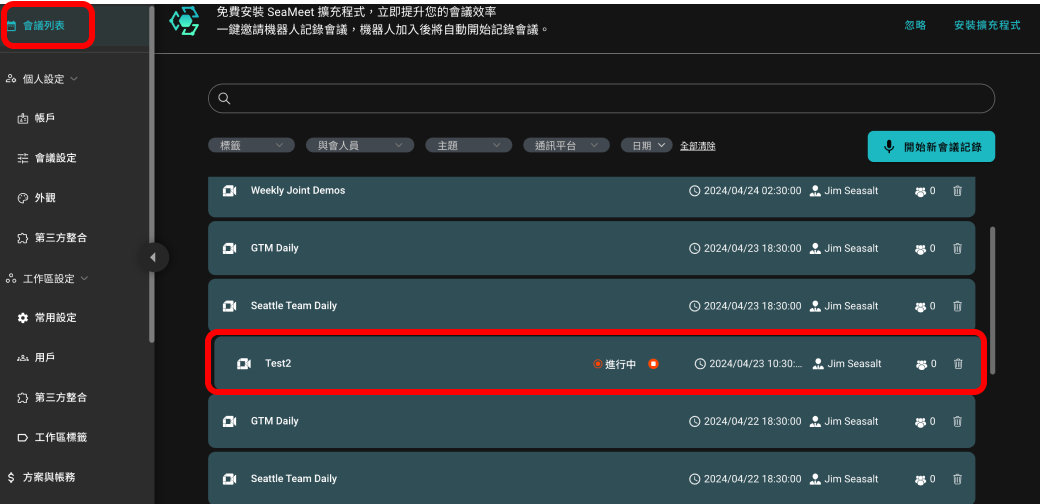 會議列表
個人設定
帳戶
會議設定
外觀
第三方整合
工作區設定
常用設定
用戶
第三方整合
工作區標籤
方案與帳務
免費安裝 SeaMeet 擴充程式，立即提升您的會議效率
一鍵邀請機器人記錄會議，機器人加入後將自動開始記錄會議。
忽略 安裝擴充程式
標籤 與會人員 主題 通訊平台 日期 全部清除 開始新會議記錄
Weekly Joint Demos 2024/04/24 02:30:00 Jim Seasalt 0
GTM Daily 2024/04/23 18:30:00 Jim Seasalt 0
Seattle Team Daily 2024/04/23 18:30:00 Jim Seasalt 0
Test2 進行中 2024/04/23 10:30:... Jim Seasalt 0
GTM Daily 2024/04/22 18:30:00 Jim Seasalt 0
Seattle Team Daily 2024/04/22 18:30:00 Jim Seasalt 0